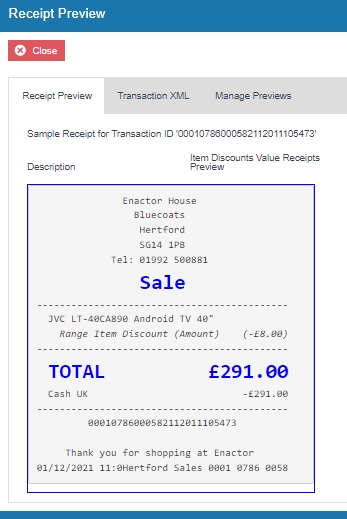 Receipt Preview
Close
Receipt Preview Transaction XML Manage Previews
Sample Receipt for Transaction ID '00010786000582112011105473'
Description Item Discounts Value Receipts Preview
Enactor House
Bluecoats
Hertford
SG14 1PB
Tel: 01992 500881
Sale
JVC LT-40CA890 Android TV 40"
Range Item Discount (Amount) (-£8.00)
TOTAL £291.00
Cash UK -£291.00
00010786000582112011105473
Thank you for shopping at Enactor
01/12/2021 11:0Hertford Sales 0001 0786 0058